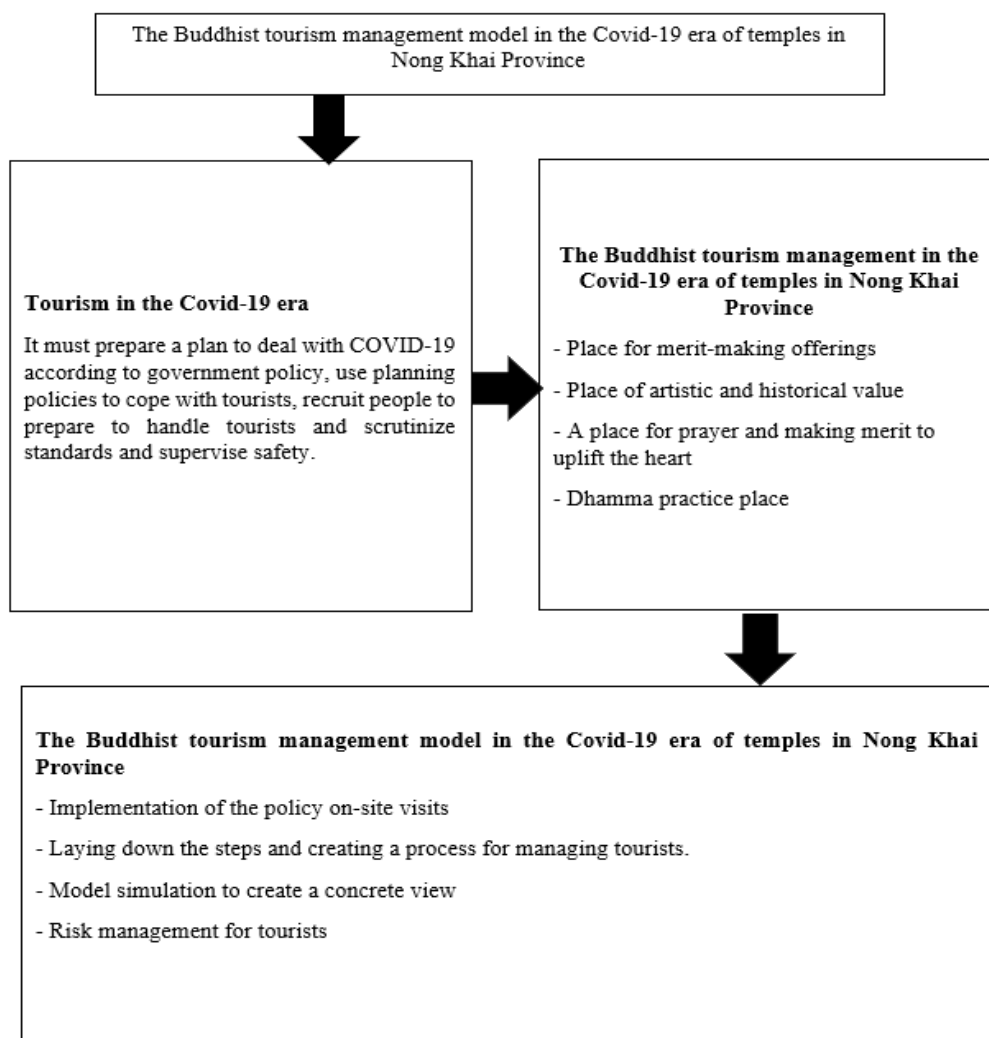 The Buddhist tourism management model in the Covid-19 era of temples in
Nong Khai Province
Tourism in the Covid-19 era
It must prepare a plan to deal with COVID-19
according to government policy, use planning
policies to cope with tourists, recruit people to
prepare to handle tourists and scrutinize
standards and supervise safety.
The Buddhist tourism management in the
Covid-19 era of temples in Nong Khai
Province
- Place for merit-making offerings
- Place of artistic and historical value
- A place for prayer and making merit to
uplift the heart
- Dhamma practice place
The Buddhist tourism management model in the Covid-19 era of temples in Nong Khai
Province
- Implementation of the policy on-site visits
- Laying down the steps and creating a process for managing tourists.
- Model simulation to create a concrete view
- Risk management for tourists